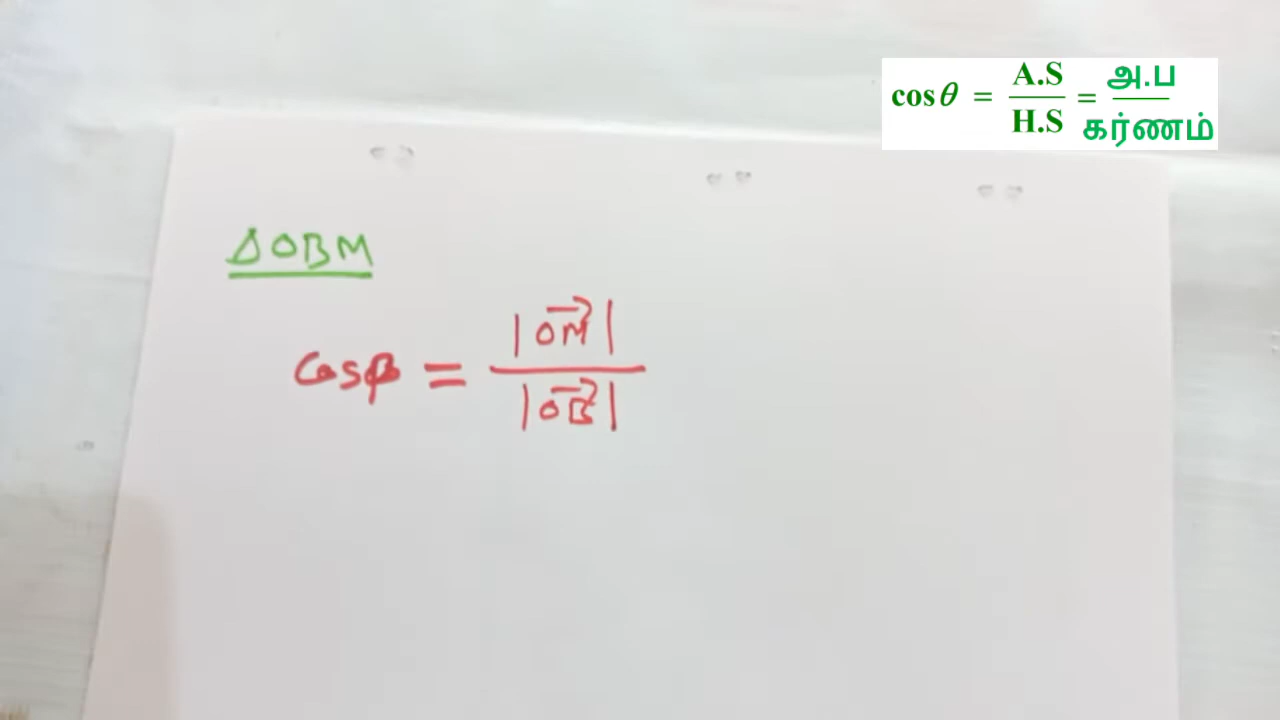 cosθ = A.S / H.S = அ.ப / கர்ணம்
ΔOBM
cosβ = |OM⃗| / |OB⃗|